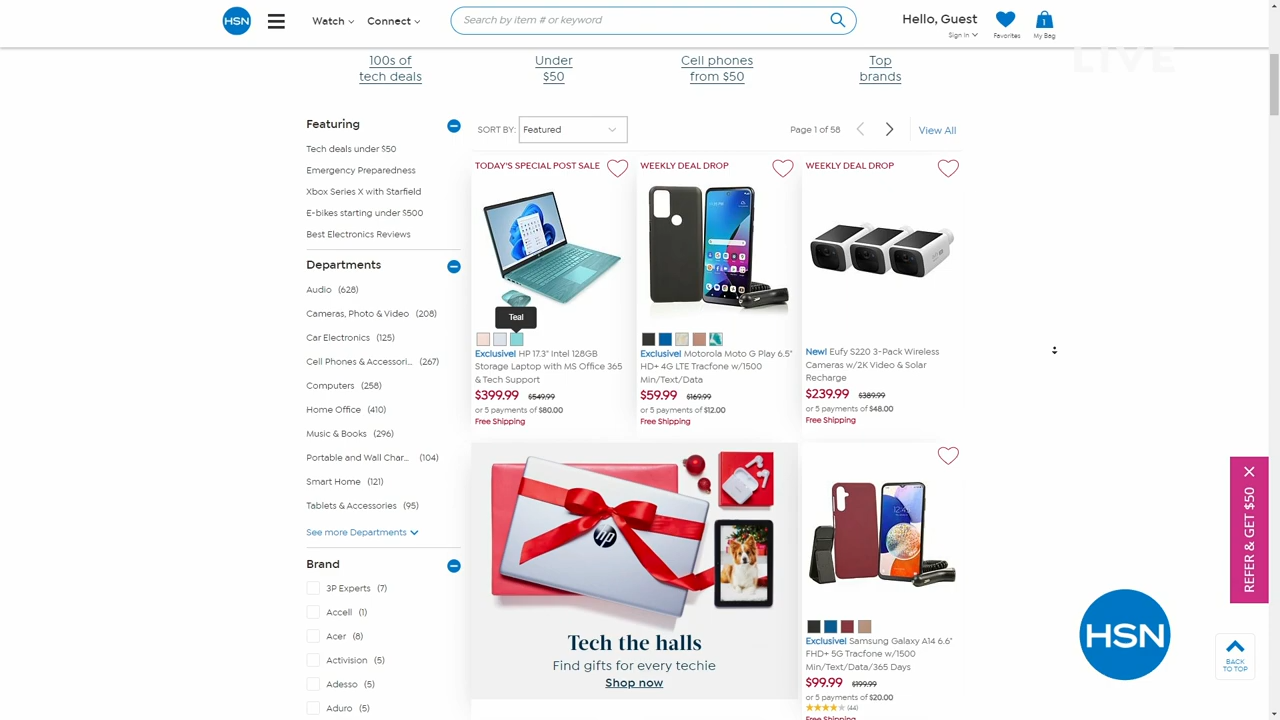 HSN
Watch
Connect
Search by item # or keyword
Hello, Guest
Sign In
Favorites
1
My Bag
LIVE
100s of
tech deals
Under
$50
Cell phones
from $50
Top
brands
Featuring
Tech deals under $50
Emergency Preparedness
Xbox Series X with Starfield
E-bikes starting under $500
Best Electronics Reviews
Departments
Audio (628)
Cameras, Photo & Video (208)
Car Electronics (125)
Cell Phones & Accessori... (267)
Computers (258)
Home Office (410)
Music & Books (296)
Portable and Wall Char... (104)
Smart Home (121)
Tablets & Accessories (95)
See more Departments
Brand
3P Experts (7)
Accell (1)
Acer (8)
Activision (5)
Adesso (5)
Aduro (5)
SORT BY: Featured
Page 1 of 58
View All
TODAY'S SPECIAL POST SALE
Teal
Exclusive! HP 17.3" Intel 128GB
Storage Laptop with MS Office 365
& Tech Support
$399.99 $549.99
or 5 payments of $80.00
Free Shipping
WEEKLY DEAL DROP
Exclusive! Motorola Moto G Play 6.5"
HD+ 4G LTE Tracfone w/1500
Min/Text/Data
$59.99 $169.99
or 5 payments of $12.00
Free Shipping
WEEKLY DEAL DROP
New! Eufy S220 3-Pack Wireless
Cameras w/2K Video & Solar
Recharge
$239.99 $389.99
or 5 payments of $48.00
Free Shipping
hp
Tech the halls
Find gifts for every techie
Shop now
Exclusive! Samsung Galaxy A14 6.6"
FHD+ 5G Tracfone w/1500
Min/Text/Data/365 Days
$99.99 $199.99
or 5 payments of $20.00
(44)
Free Shipping
REFER & GET $50
HSN
BACK
TO TOP